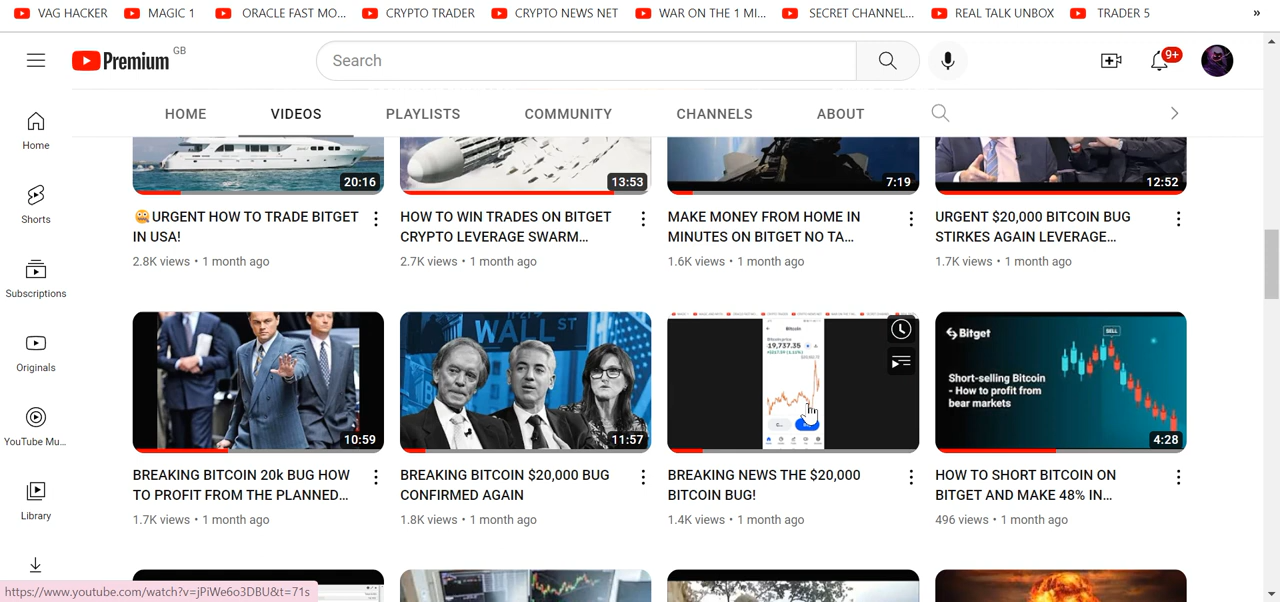 VAG HACKER MAGIC 1 ORACLE FAST MO... CRYPTO TRADER CRYPTO NEWS NET WAR ON THE 1 MI... SECRET CHANNEL... REAL TALK UNBOX TRADER 5 »
Premium GB
Search
9+
HOME VIDEOS PLAYLISTS COMMUNITY CHANNELS ABOUT
Home
Shorts
Subscriptions
Originals
YouTube Mu...
Library
20:16
13:53
7:19
12:52
URGENT HOW TO TRADE BITGET
IN USA!
2.8K views • 1 month ago
HOW TO WIN TRADES ON BITGET
CRYPTO LEVERAGE SWARM...
2.7K views • 1 month ago
MAKE MONEY FROM HOME IN
MINUTES ON BITGET NO TA...
1.6K views • 1 month ago
URGENT $20,000 BITCOIN BUG
STIRKES AGAIN LEVERAGE...
1.7K views • 1 month ago
10:59
BREAKING BITCOIN 20k BUG HOW
TO PROFIT FROM THE PLANNED...
1.7K views • 1 month ago
WALL ST
11:57
BREAKING BITCOIN $20,000 BUG
CONFIRMED AGAIN
1.8K views • 1 month ago
Bitcoin
19,737.35
BREAKING NEWS THE $20,000
BITCOIN BUG!
1.4K views • 1 month ago
Bitget
SELL
Short-selling Bitcoin
- How to profit from
bear markets
4:28
HOW TO SHORT BITCOIN ON
BITGET AND MAKE 48% IN...
496 views • 1 month ago
https://www.youtube.com/watch?v=jPiWe6o3DBU&t=71s